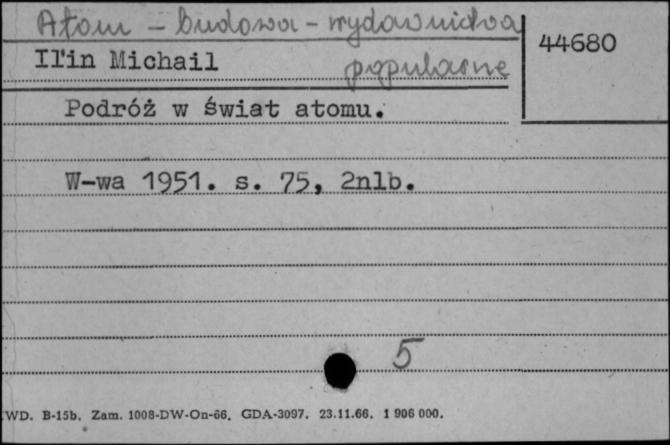 Atom - budowa - wydawnictwa
popularne
44680
Il'in Michail
Podróż w świat atomu.
W-wa 1951. s. 75, 2nlb.
5
WD. B-15b. Zam. 1008-DW-On-66. GDA-3097. 23.11.66. 1 906 000.